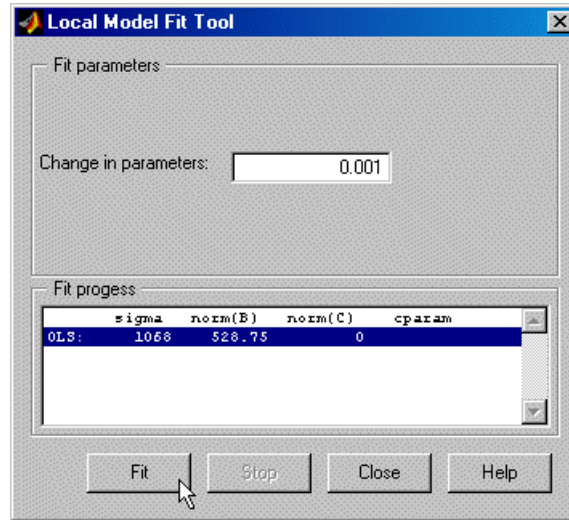 Local Model Fit Tool
Fit parameters
Change in parameters: 0.001
Fit progess
sigma norm(B) norm(C) cparam
OLS: 1068 528.75 0
Fit Stop Close Help